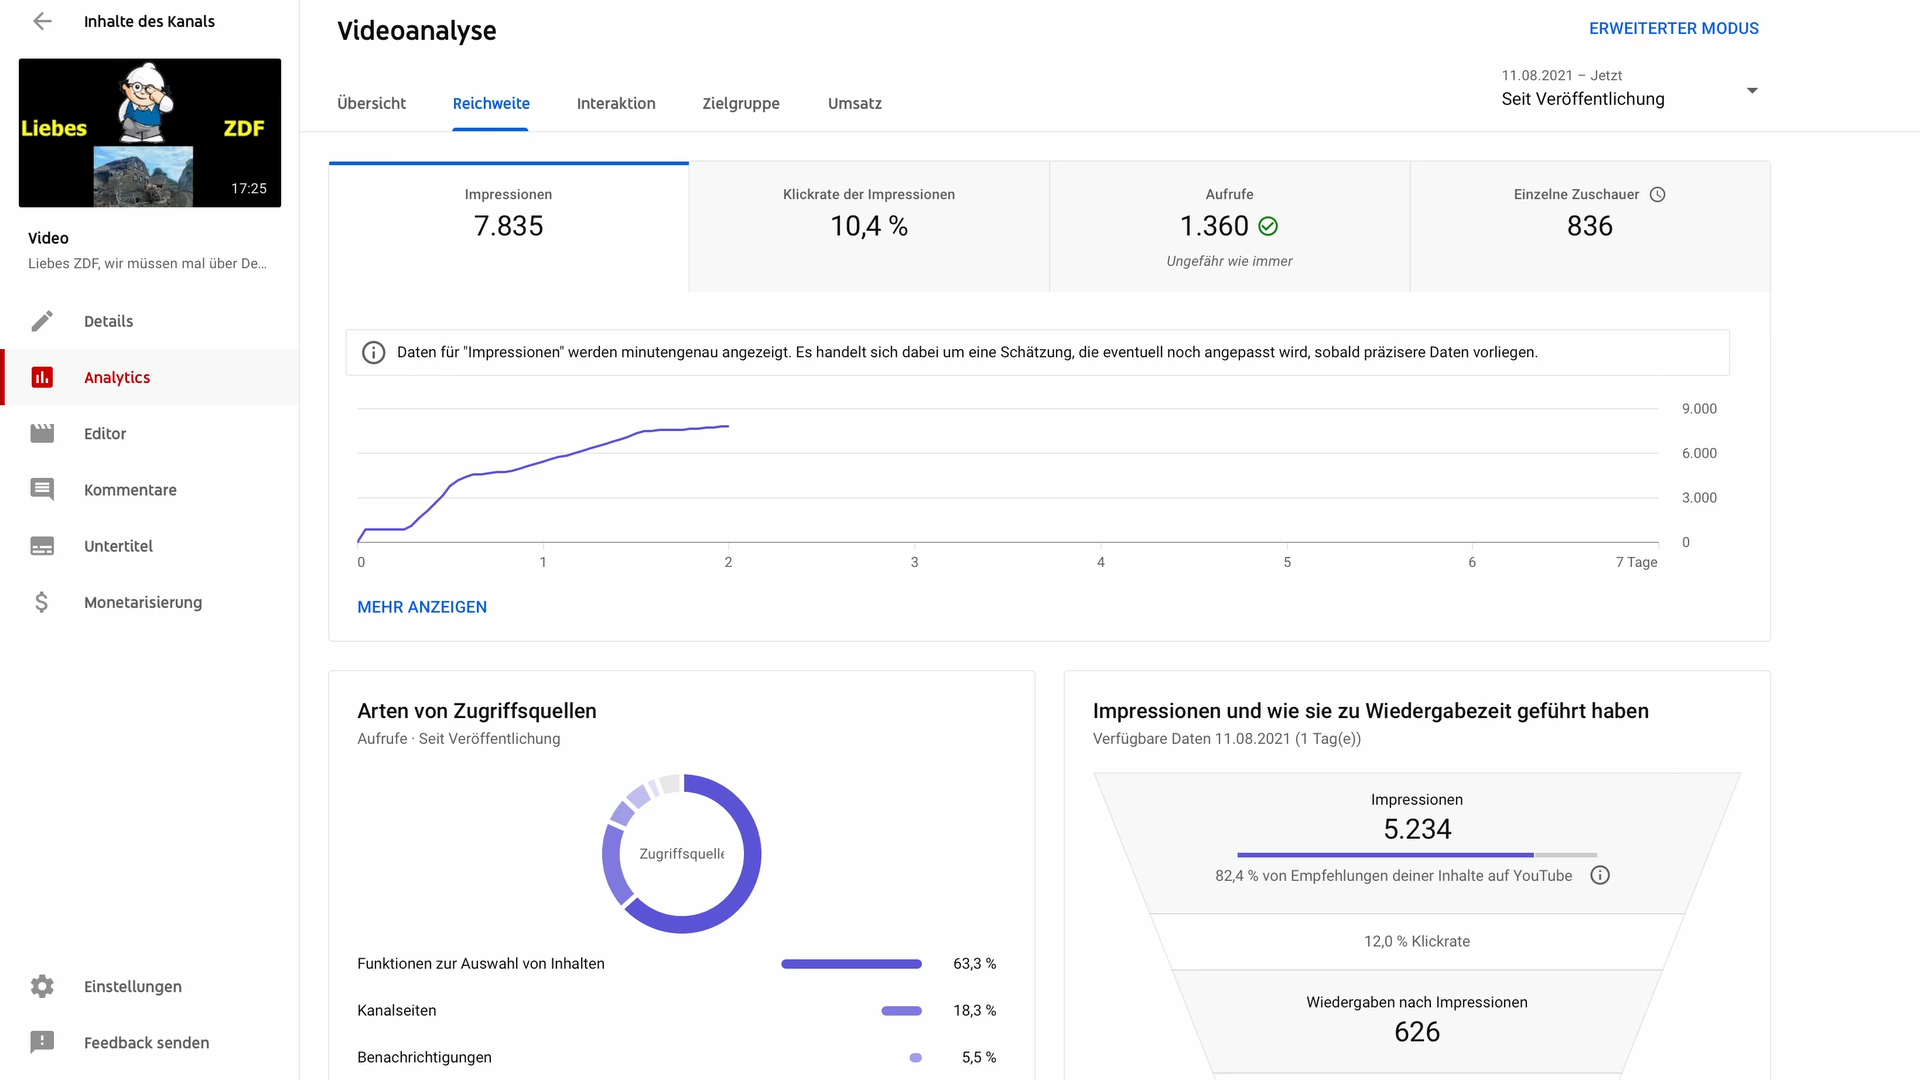 Inhalte des Kanals
Liebes
ZDF
17:25
Video
Liebes ZDF, wir müssen mal über De...
Details
Analytics
Editor
Kommentare
Untertitel
Monetarisierung
Einstellungen
Feedback senden
Videoanalyse
ERWEITERTER MODUS
Übersicht
Reichweite
Interaktion
Zielgruppe
Umsatz
11.08.2021 – Jetzt
Seit Veröffentlichung
Impressionen
7.835
Klickrate der Impressionen
10,4 %
Aufrufe
1.360
Ungefähr wie immer
Einzelne Zuschauer
836
Daten für "Impressionen" werden minutengenau angezeigt. Es handelt sich dabei um eine Schätzung, die eventuell noch angepasst wird, sobald präzisere Daten vorliegen.
9.000
6.000
3.000
0
0 1 2 3 4 5 6 7 Tage
MEHR ANZEIGEN
Arten von Zugriffsquellen
Aufrufe · Seit Veröffentlichung
Zugriffsquelle
Funktionen zur Auswahl von Inhalten 63,3 %
Kanalseiten 18,3 %
Benachrichtigungen 5,5 %
Impressionen und wie sie zu Wiedergabezeit geführt haben
Verfügbare Daten 11.08.2021 (1 Tag(e))
Impressionen
5.234
82,4 % von Empfehlungen deiner Inhalte auf YouTube
12,0 % Klickrate
Wiedergaben nach Impressionen
626